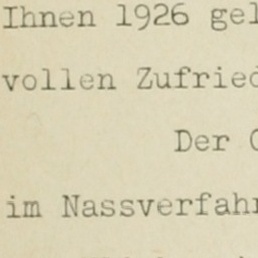 Ihnen 1926 gel
vollen Zufried
Der
im Nassverfahr